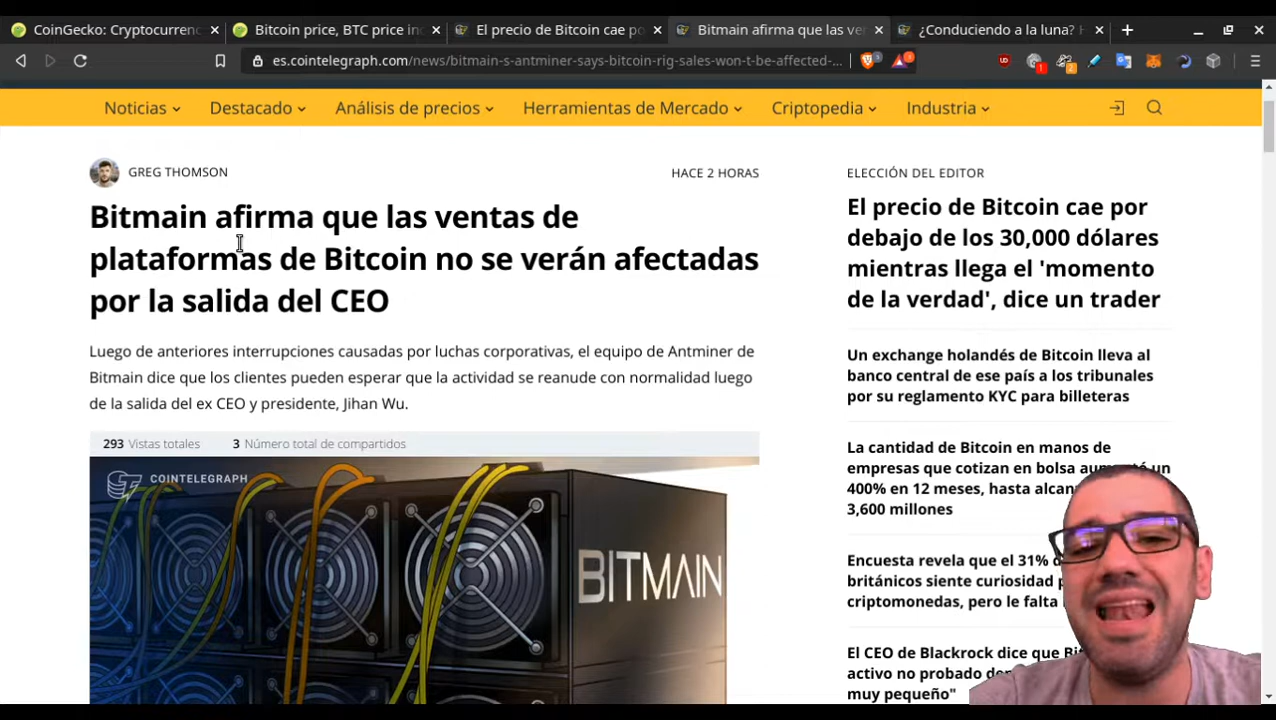 CoinGecko: Cryptocurrenc
Bitcoin price, BTC price in
El precio de Bitcoin cae po
Bitmain afirma que las ve
¿Conduciendo a la luna?
es.cointelegraph.com/news/bitmain-s-antminer-says-bitcoin-rig-sales-won-t-be-affected-...
Noticias Destacado Análisis de precios Herramientas de Mercado Criptopedia Industria
GREG THOMSON
HACE 2 HORAS
Bitmain afirma que las ventas de
plataformas de Bitcoin no se verán afectadas
por la salida del CEO
Luego de anteriores interrupciones causadas por luchas corporativas, el equipo de Antminer de
Bitmain dice que los clientes pueden esperar que la actividad se reanude con normalidad luego
de la salida del ex CEO y presidente, Jihan Wu.
293 Vistas totales 3 Número total de compartidos
COINTELEGRAPH
BITMAIN
ELECCIÓN DEL EDITOR
El precio de Bitcoin cae por
debajo de los 30,000 dólares
mientras llega el 'momento
de la verdad', dice un trader
Un exchange holandés de Bitcoin lleva al
banco central de ese país a los tribunales
por su reglamento KYC para billeteras
La cantidad de Bitcoin en manos de
empresas que cotizan en bolsa un
400% en 12 meses, hasta
3,600 millones
Encuesta revela que el 31%
británicos siente curiosidad
criptomonedas, pero le falta
El CEO de Blackrock dice que
activo no probado
muy pequeño"